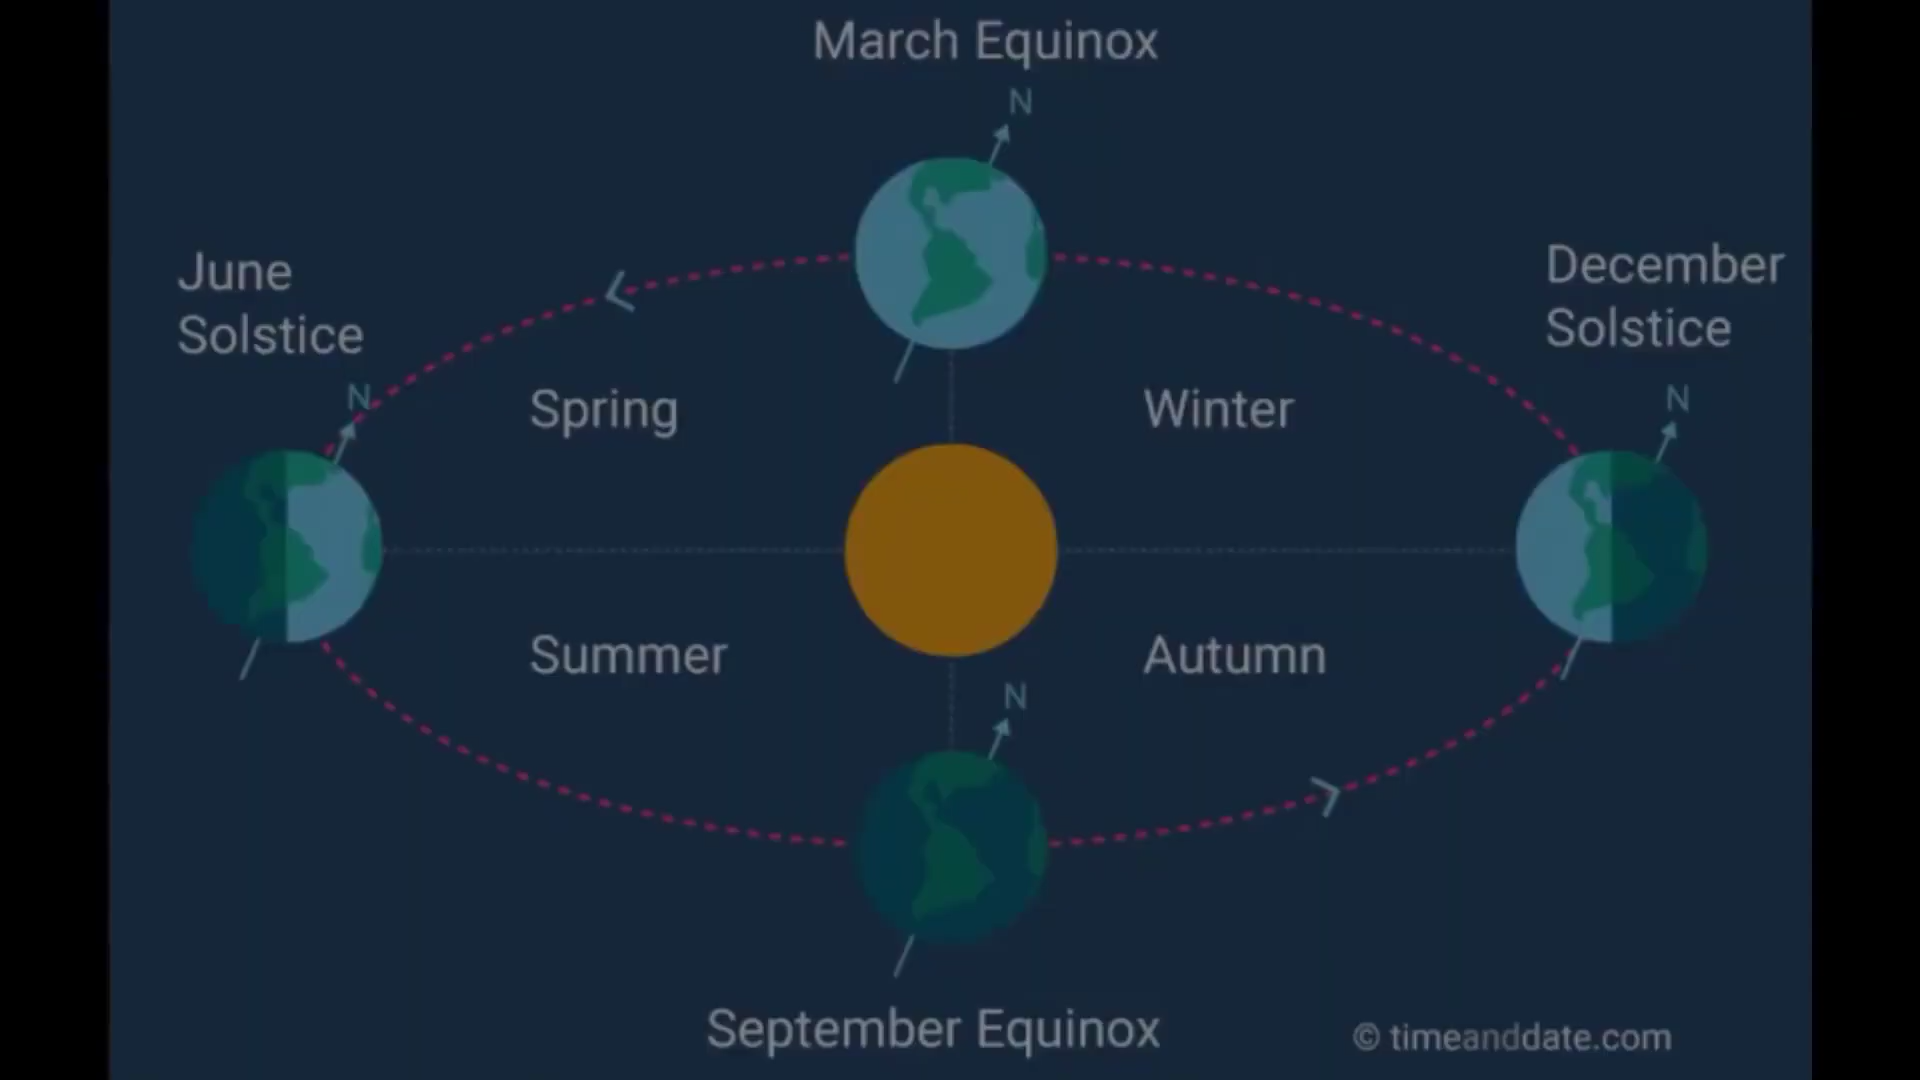 March Equinox
N
June
Solstice
December
Solstice
N
N
Spring
Winter
Summer
Autumn
N
September Equinox
© timeanddate.com